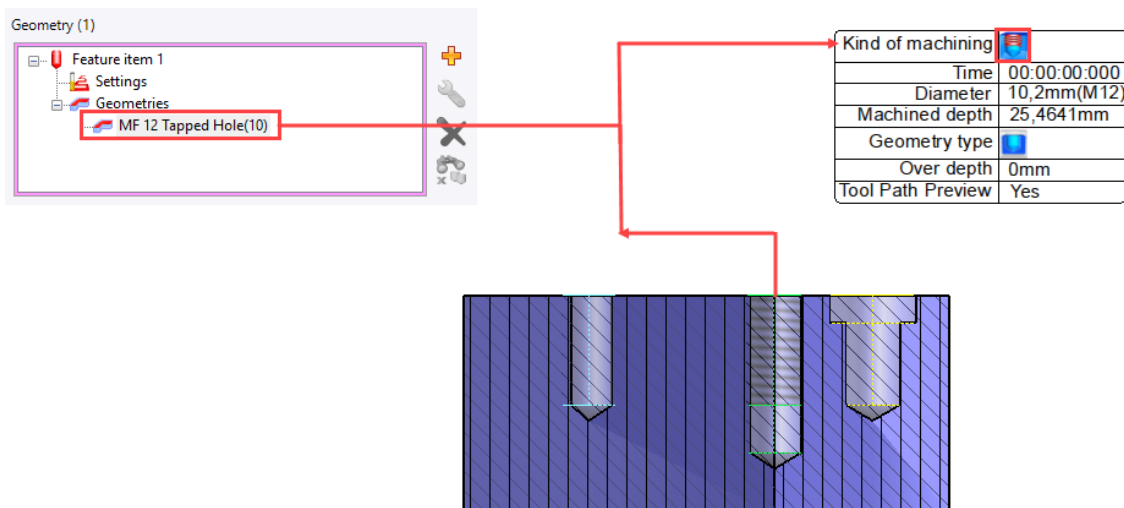 Geometry (1)
Feature item 1
Settings
Geometries
MF 12 Tapped Hole(10)
Kind of machining
Time 00:00:00:000
Diameter 10,2mm(M12)
Machined depth 25,4641mm
Geometry type
Over depth 0mm
Tool Path Preview Yes